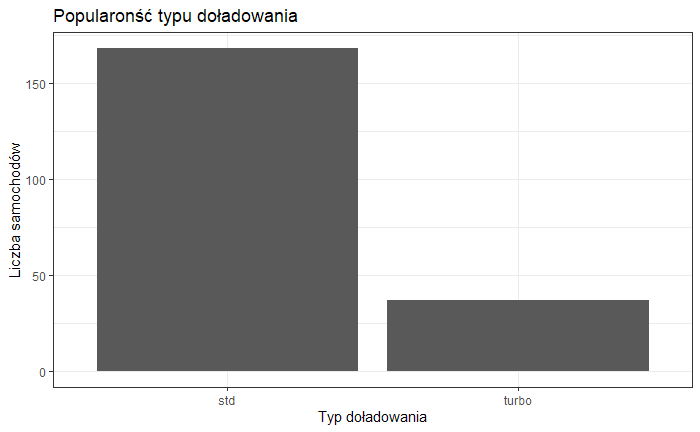 Popularonść typu doładowania
Liczba samochodów
150
100
50
0
std
turbo
Typ doładowania